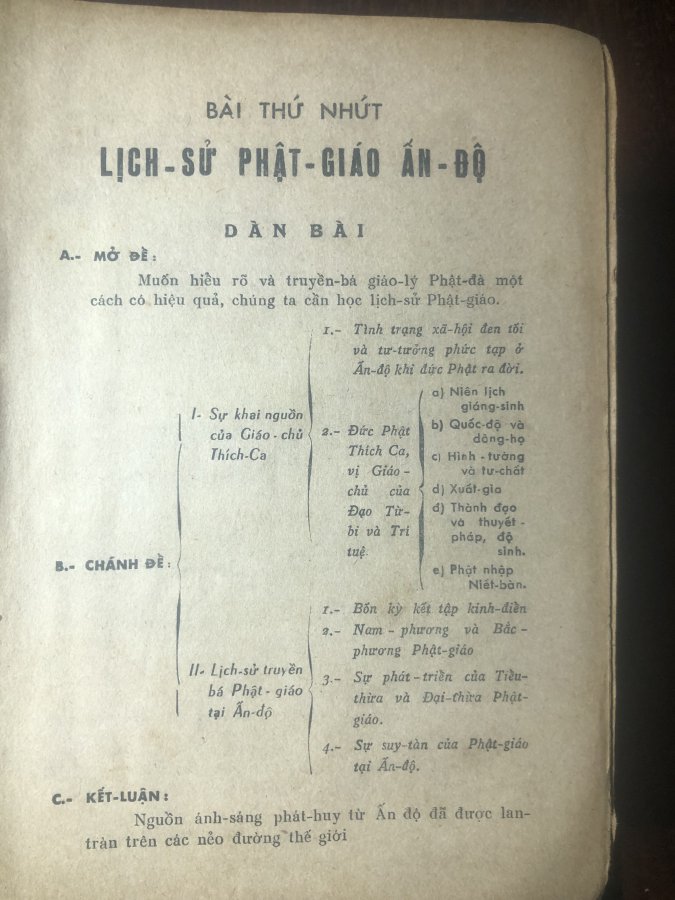 BÀI THỨ NHỨT
LỊCH-SỬ PHẬT-GIÁO ẤN-ĐỘ
DÀN BÀI
A.- MỞ ĐỀ:
Muốn hiểu rõ và truyền-bá giáo-lý Phật-đà một
cách có hiệu quả, chúng ta cần học lịch-sử Phật-giáo.
B.- CHÁNH ĐỀ:
I- Sự khai nguồn
của Giáo-chủ
Thích-Ca
1.- Tình trạng xã-hội đen tối
và tư-tưởng phức tạp ở
Ấn-độ khi đức Phật ra đời.
2.- Đức Phật
Thích Ca,
vị Giáo-
chủ của
Đạo Từ-
bi và Trí
tuệ
a) Niên lịch
giáng-sinh
b) Quốc-độ và
dòng-họ
c) Hình-tướng
và tư-chất
d) Xuất-gia
đ) Thành đạo
và thuyết-
pháp, độ
sinh.
e) Phật nhập
Niết-bàn.
II- Lịch-sử truyền
bá Phật-giáo
tại Ấn-độ
1.- Bốn kỳ kết tập kinh-điển
2.- Nam-phương và Bắc-
phương Phật-giáo
3.- Sự phát-triển của Tiểu-
thừa và Đại-thừa Phật-
giáo.
4.- Sự suy-tàn của Phật-giáo
tại Ấn-độ.
C.- KẾT-LUẬN:
Nguồn ánh-sáng phát-huy từ Ấn độ đã được lan-
tràn trên các nẻo đường thế giới